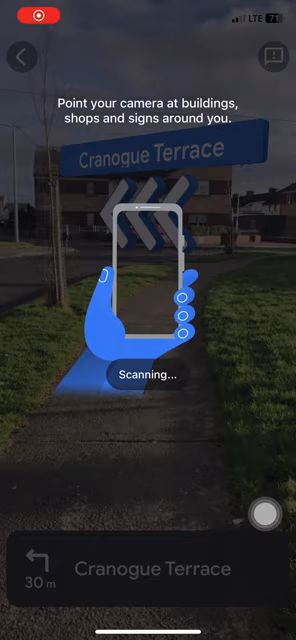 LTE 71
Point your camera at buildings,
shops and signs around you.
Cranogue Terrace
Scanning...
30 m
Cranogue Terrace